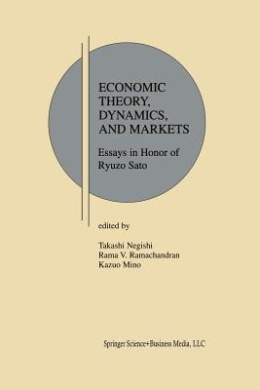 ECONOMIC
THEORY,
DYNAMICS,
AND MARKETS
Essays in Honor of
Ryuzo Sato
edited by
Takashi Negishi
Rama V. Ramachandran
Kazuo Mino
Springer Science+Business Media, LLC